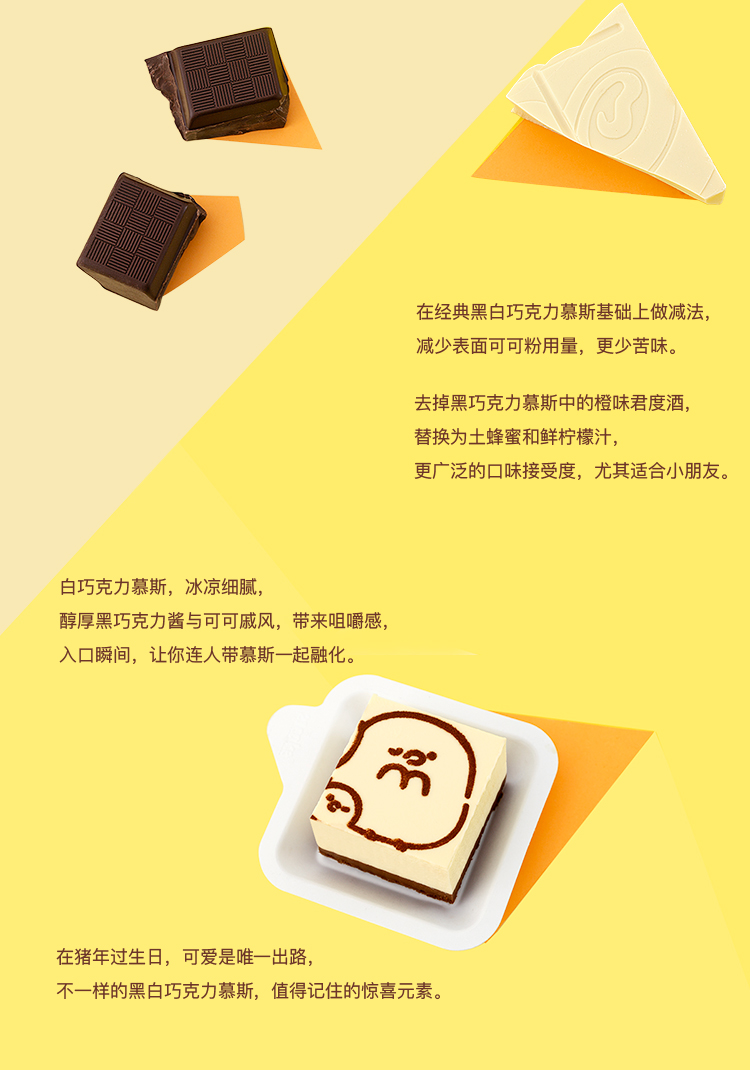 在经典黑白巧克力慕斯基础上做减法，
减少表面可可粉用量，更少苦味。
去掉黑巧克力慕斯中的橙味君度酒，
替换为土蜂蜜和鲜柠檬汁，
更广泛的口味接受度，尤其适合小朋友。
白巧克力慕斯，冰凉细腻，
醇厚黑巧克力酱与可可戚风，带来咀嚼感，
入口瞬间，让你连人带慕斯一起融化。
在猪年过生日，可爱是唯一出路，
不一样的黑白巧克力慕斯，值得记住的惊喜元素。